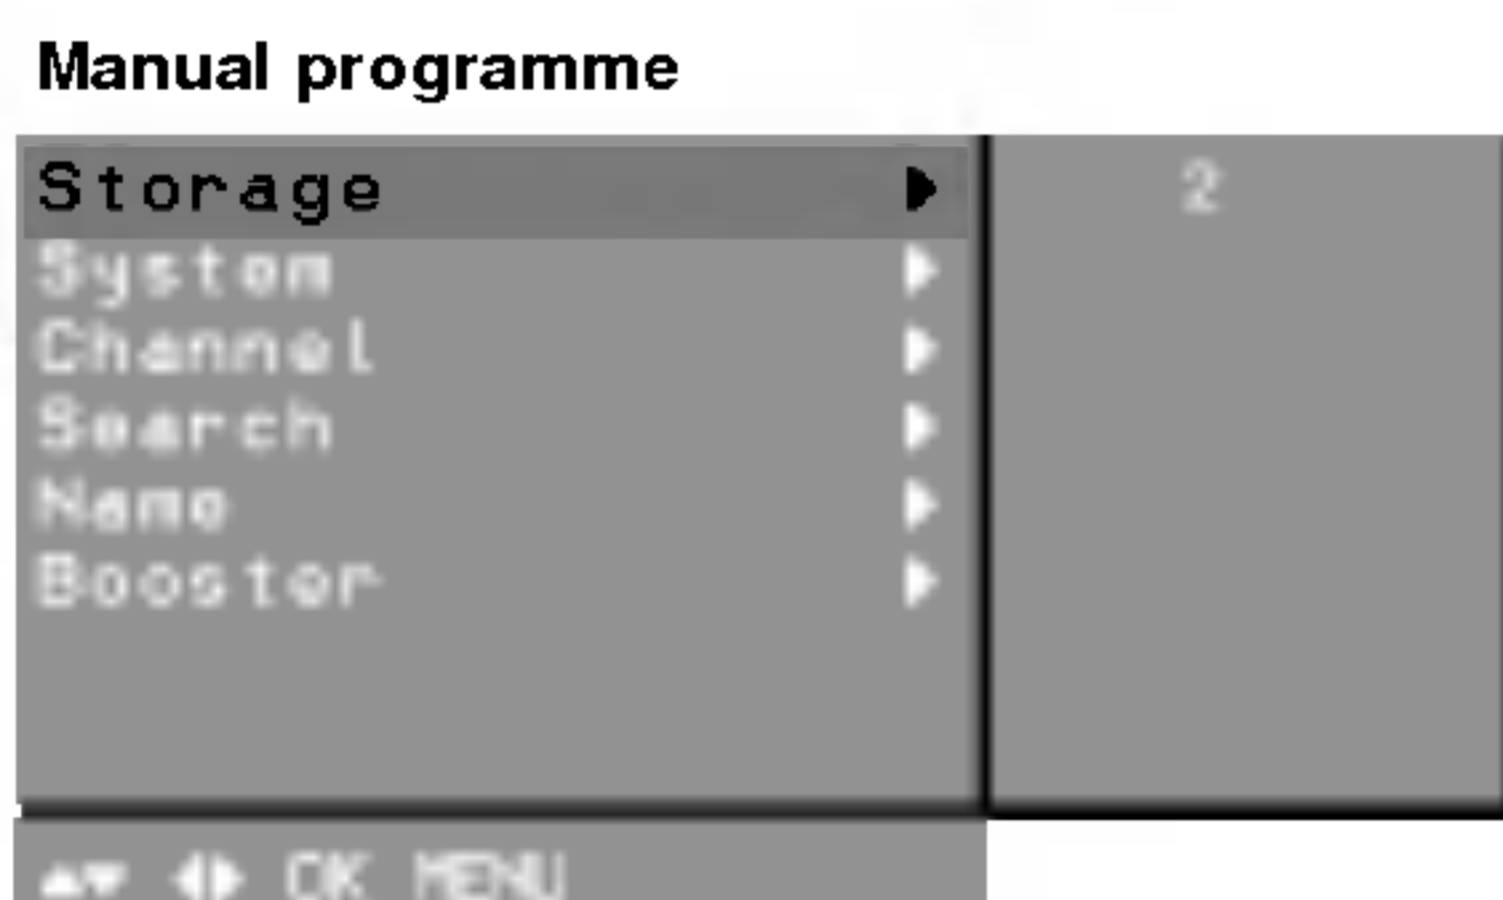 Manual programme
Storage ▶ 2
System ▶
Channel ▶
Search ▶
Name ▶
Booster ▶
▲▼ ◀▶ OK MENU